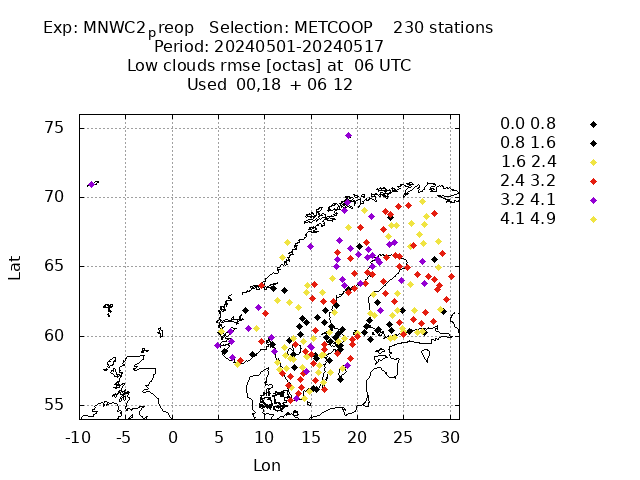 Exp: MNWC2preop   Selection: METCOOP    230 stations
Period: 20240501-20240517
Low clouds rmse [octas] at  06 UTC
Used  00,18  + 06 12
0.0 0.8
0.8 1.6
1.6 2.4
2.4 3.2
3.2 4.1
4.1 4.9
75
70
65
60
55
Lat
-10 -5 0 5 10 15 20 25 30
Lon